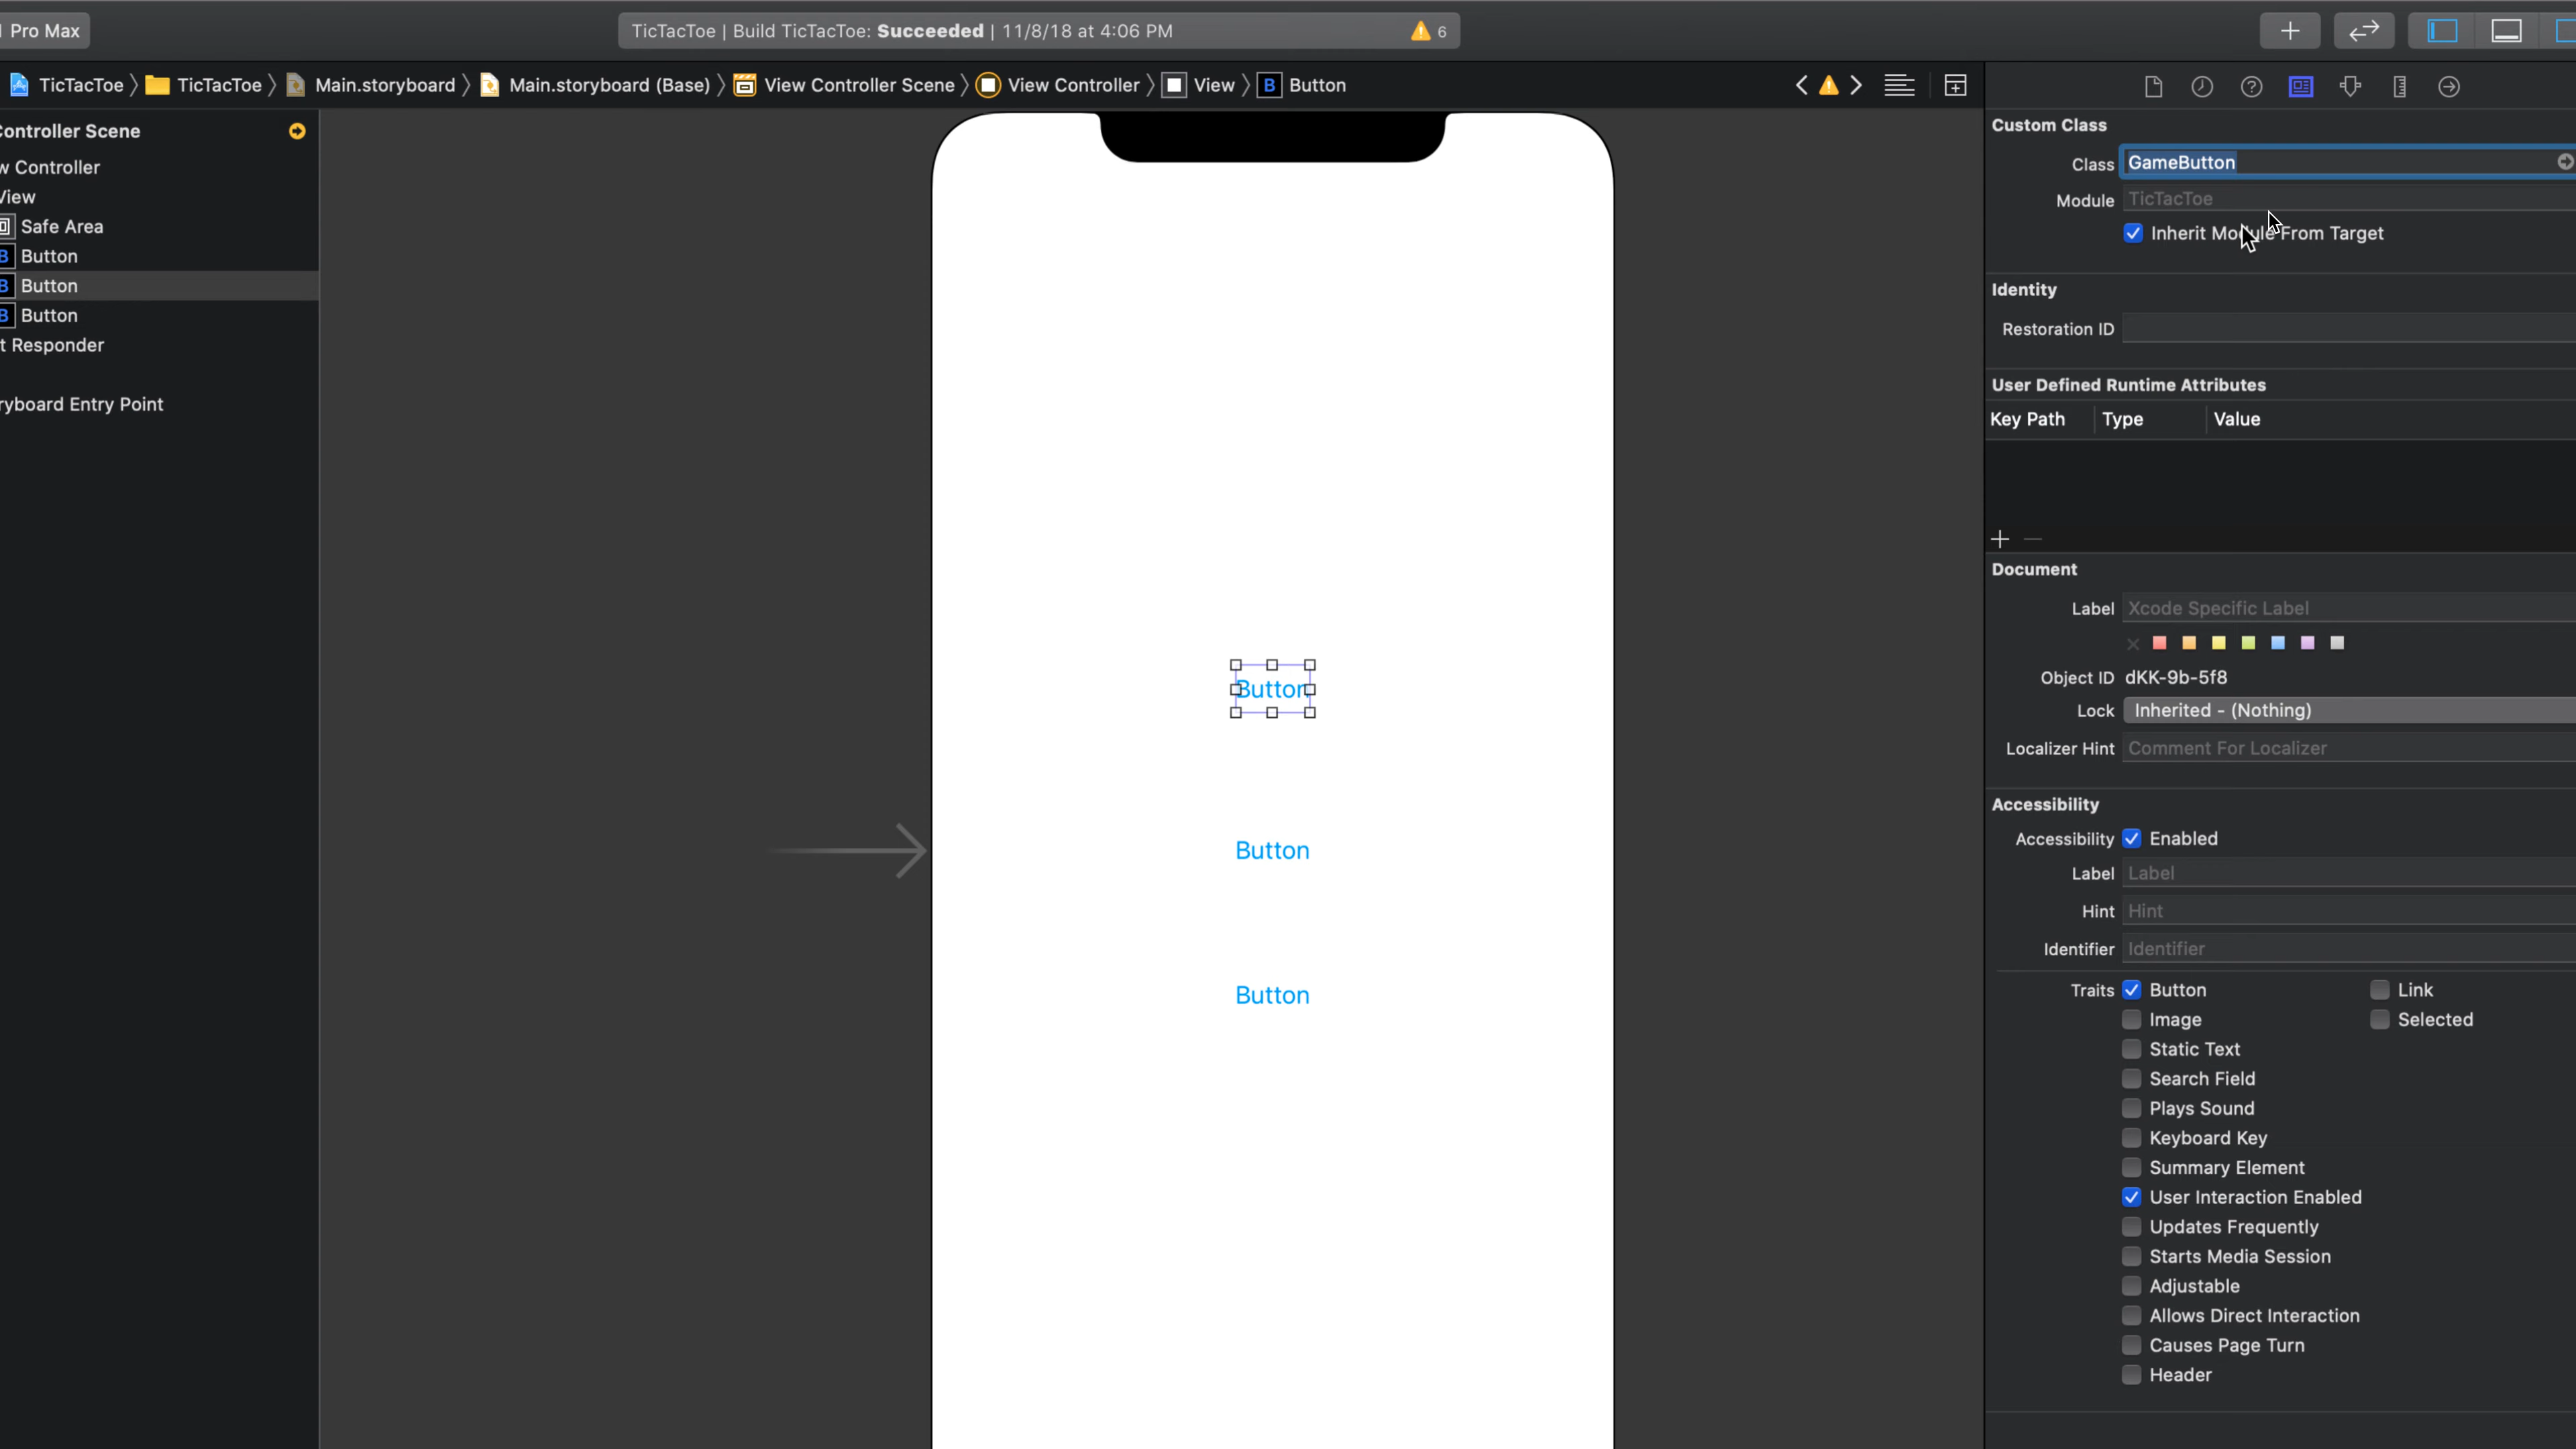 Pro Max
TicTacToe | Build TicTacToe: Succeeded | 11/8/18 at 4:06 PM
6
TicTacToe
TicTacToe
Main.storyboard
Main.storyboard (Base)
View Controller Scene
View Controller
View
B
Button
Controller Scene
w Controller
View
Safe Area
B Button
B Button
B Button
t Responder
ryboard Entry Point
Button
Button
Button
Custom Class
Class GameButton
Module TicTacToe
Inherit Module From Target
Identity
Restoration ID
User Defined Runtime Attributes
Key Path Type Value
Document
Label Xcode Specific Label
Object ID dKK-9b-5f8
Lock Inherited - (Nothing)
Localizer Hint Comment For Localizer
Accessibility
Accessibility Enabled
Label Label
Hint Hint
Identifier Identifier
Traits Button Link
Image Selected
Static Text
Search Field
Plays Sound
Keyboard Key
Summary Element
User Interaction Enabled
Updates Frequently
Starts Media Session
Adjustable
Allows Direct Interaction
Causes Page Turn
Header